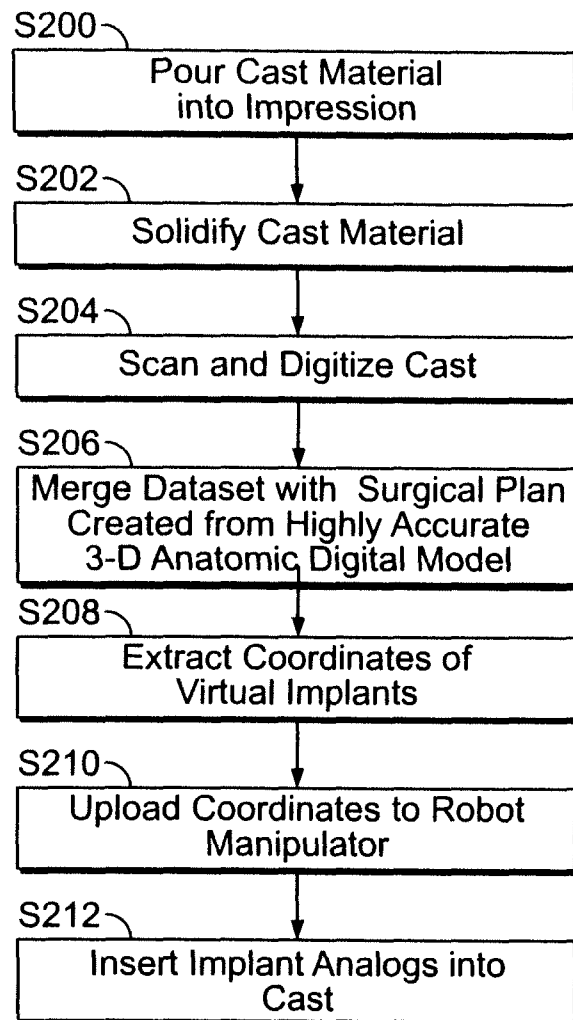 S200
Pour Cast Material
into Impression
S202
Solidify Cast Material
S204
Scan and Digitize Cast
S206
Merge Dataset with Surgical Plan
Created from Highly Accurate
3-D Anatomic Digital Model
S208
Extract Coordinates of
Virtual Implants
S210
Upload Coordinates to Robot
Manipulator
S212
Insert Implant Analogs into
Cast